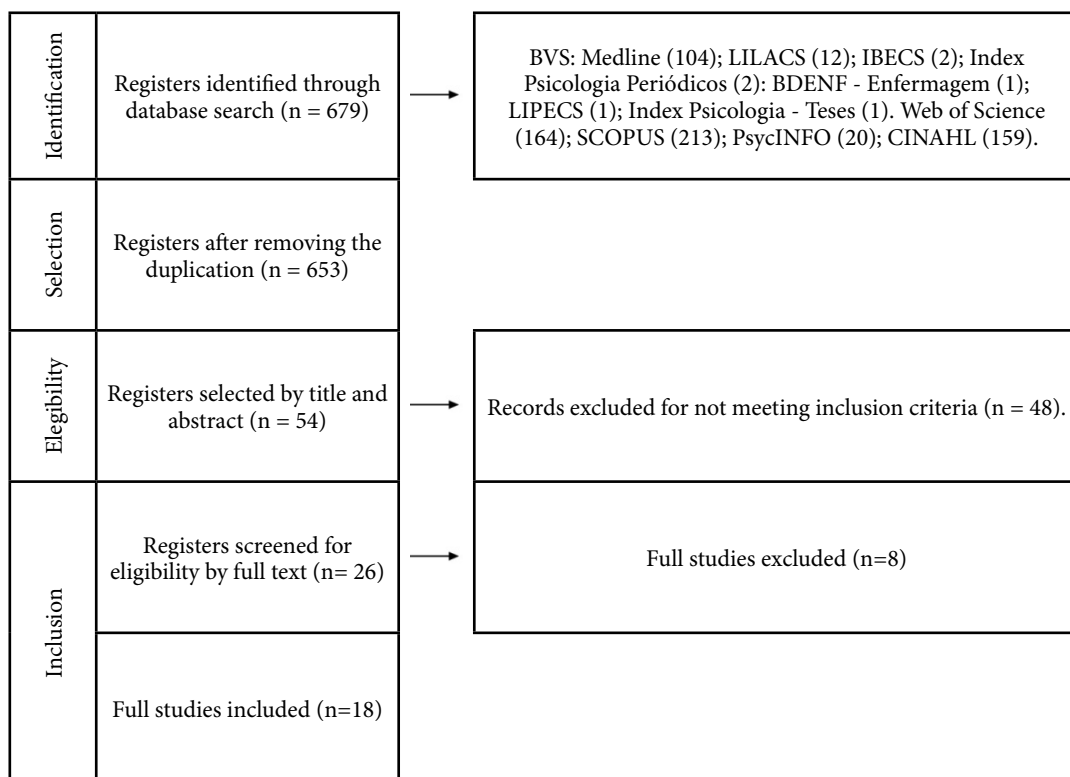 Identification
Registers identified through
database search (n = 679)
BVS: Medline (104); LILACS (12); IBECS (2); Index
Psicologia Periódicos (2): BDENF - Enfermagem (1);
LIPECS (1); Index Psicologia - Teses (1). Web of Science
(164); SCOPUS (213); PsycINFO (20); CINAHL (159).
Selection
Registers after removing the
duplication (n = 653)
Elegibility
Registers selected by title and
abstract (n = 54)
Records excluded for not meeting inclusion criteria (n = 48).
Inclusion
Registers screened for
eligibility by full text (n= 26)
Full studies excluded (n=8)
Full studies included (n=18)